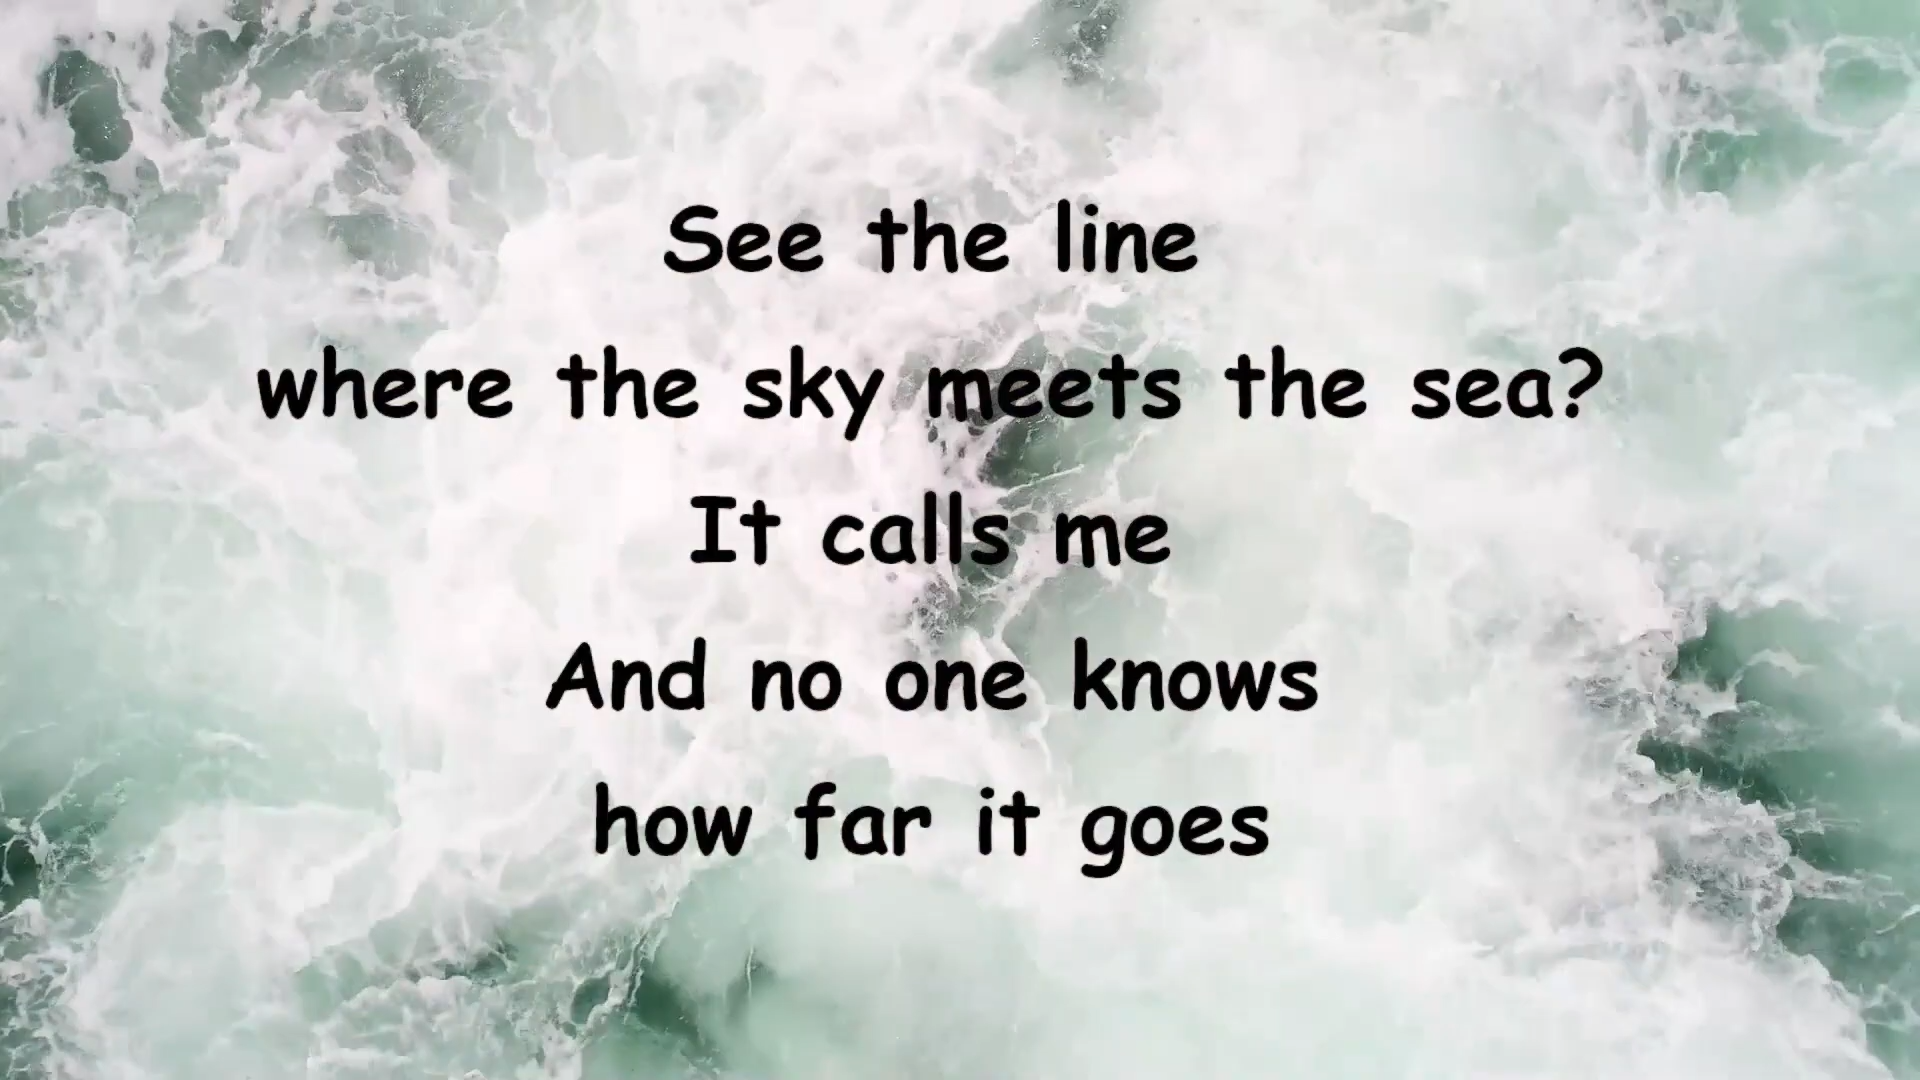 See the line
where the sky meets the sea?
It calls me
And no one knows
how far it goes